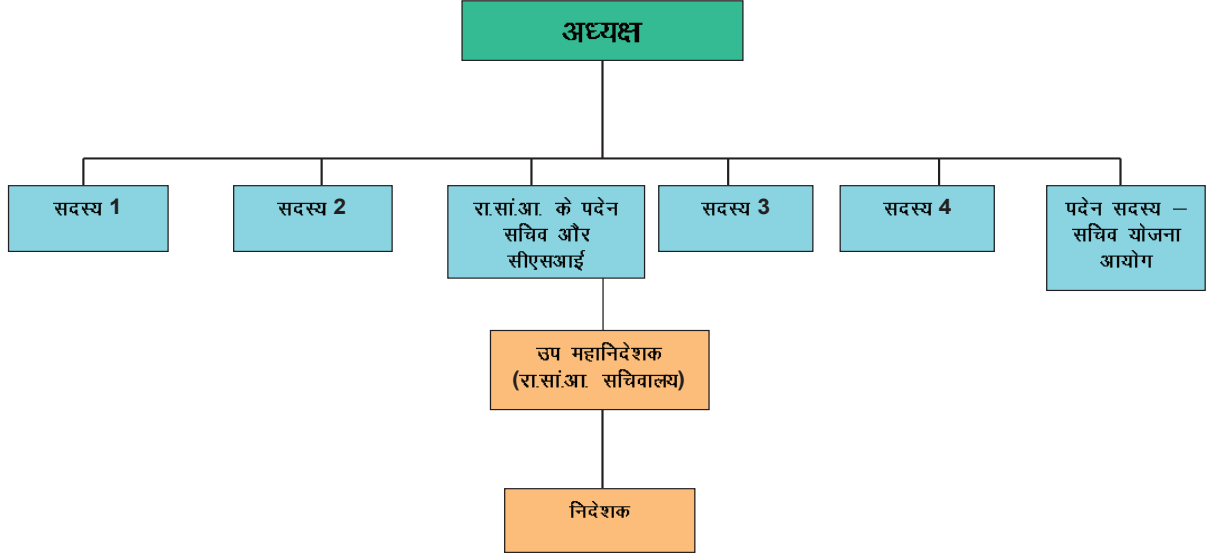 अध्यक्ष
सदस्य 1
सदस्य 2
रा.सां.आ. के पदेन
सचिव और
सीएसआई
सदस्य 3
सदस्य 4
पदेन सदस्य –
सचिव योजना
आयोग
उप महानिदेशक
(रा.सां.आ. सचिवालय)
निदेशक